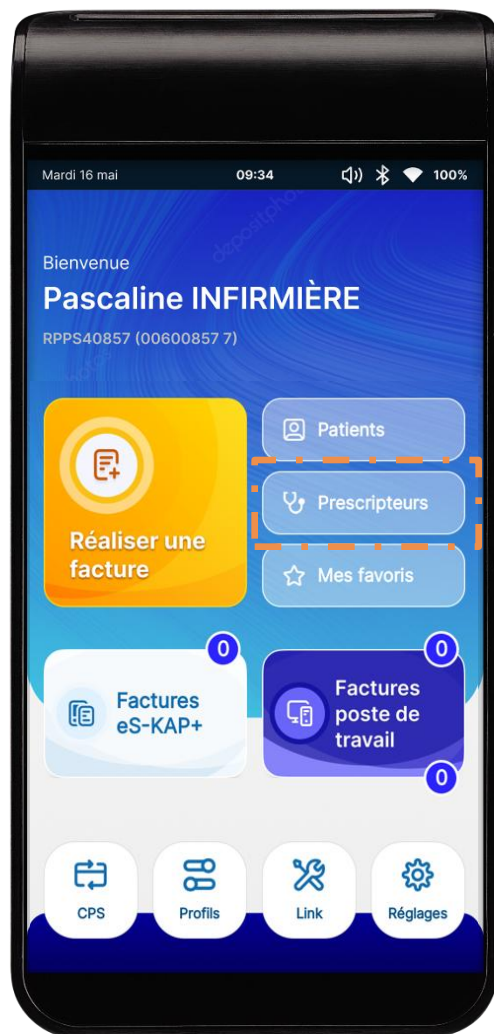 Mardi 16 mai 09:34 100%
Bienvenue
Pascaline INFIRMIÈRE
RPPS40857 (00600857 7)
Patients
Prescripteurs
Réaliser une
facture
Mes favoris
0
0
Factures
eS-KAP+
Factures
poste de
travail
0
CPS
Profils
Link
Réglages
depositphotos